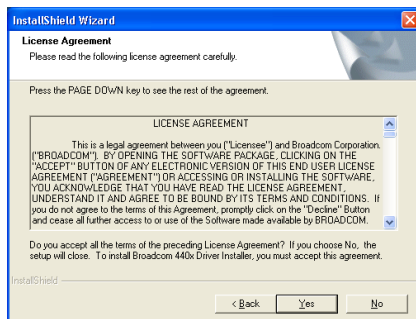 InstallShield Wizard
License Agreement
Please read the following license agreement carefully.
Press the PAGE DOWN key to see the rest of the agreement.
LICENSE AGREEMENT
This is a legal agreement between you ("Licensee") and Broadcom Corporation
("BROADCOM"). BY OPENING THE SOFTWARE PACKAGE, CLICKING ON THE
"ACCEPT" BUTTON OF ANY ELECTRONIC VERSION OF THIS END USER LICENSE
AGREEMENT ("AGREEMENT") OR ACCESSING OR INSTALLING THE SOFTWARE,
YOU ACKNOWLEDGE THAT YOU HAVE READ THE LICENSE AGREEMENT,
UNDERSTAND IT AND AGREE TO BE BOUND BY ITS TERMS AND CONDITIONS. If
you do not agree to the terms of this Agreement, promptly click on the "Decline" Button
and cease all further access to or use of the Software made available by BROADCOM.
Do you accept all the terms of the preceding License Agreement? If you choose No, the
setup will close. To install Broadcom 440x Driver Installer, you must accept this agreement.
InstallShield
< Back Yes No